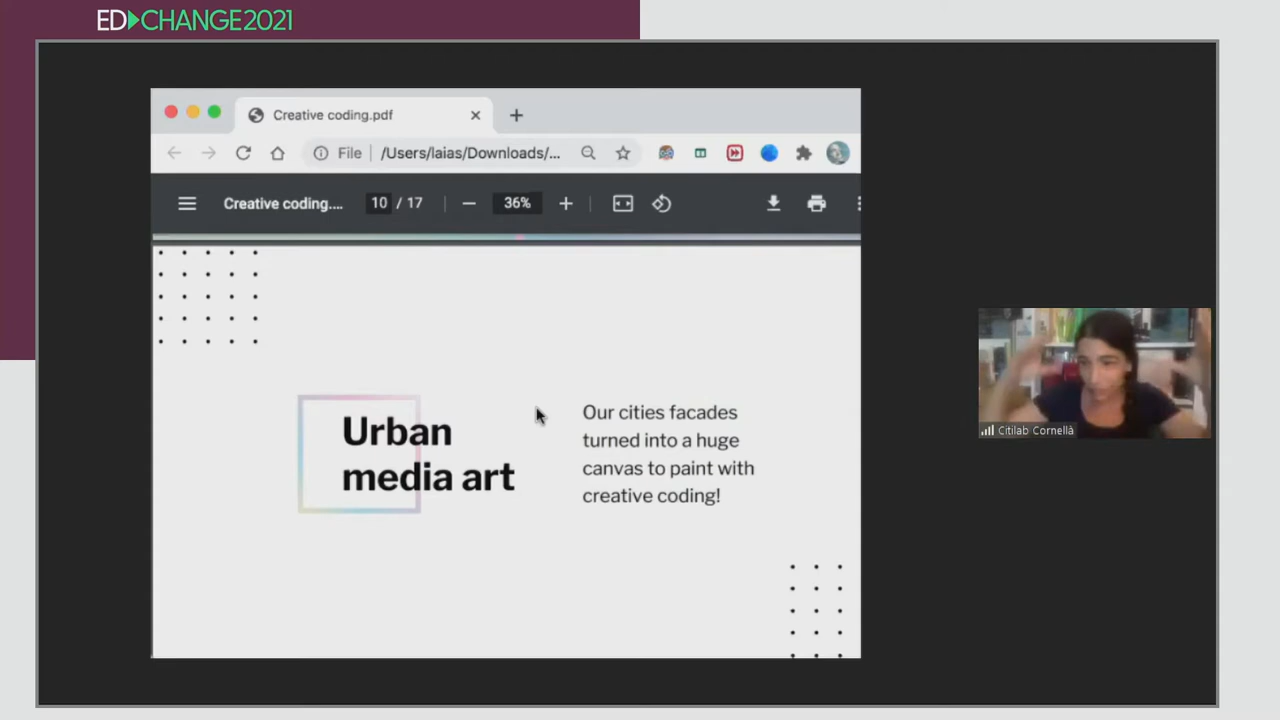 ED▶CHANGE2021
Creative coding.pdf
File /Users/laias/Downloads/...
Creative coding.... 10 / 17 36%
Urban
media art
Our cities facades
turned into a huge
canvas to paint with
creative coding!
Citilab Cornellà